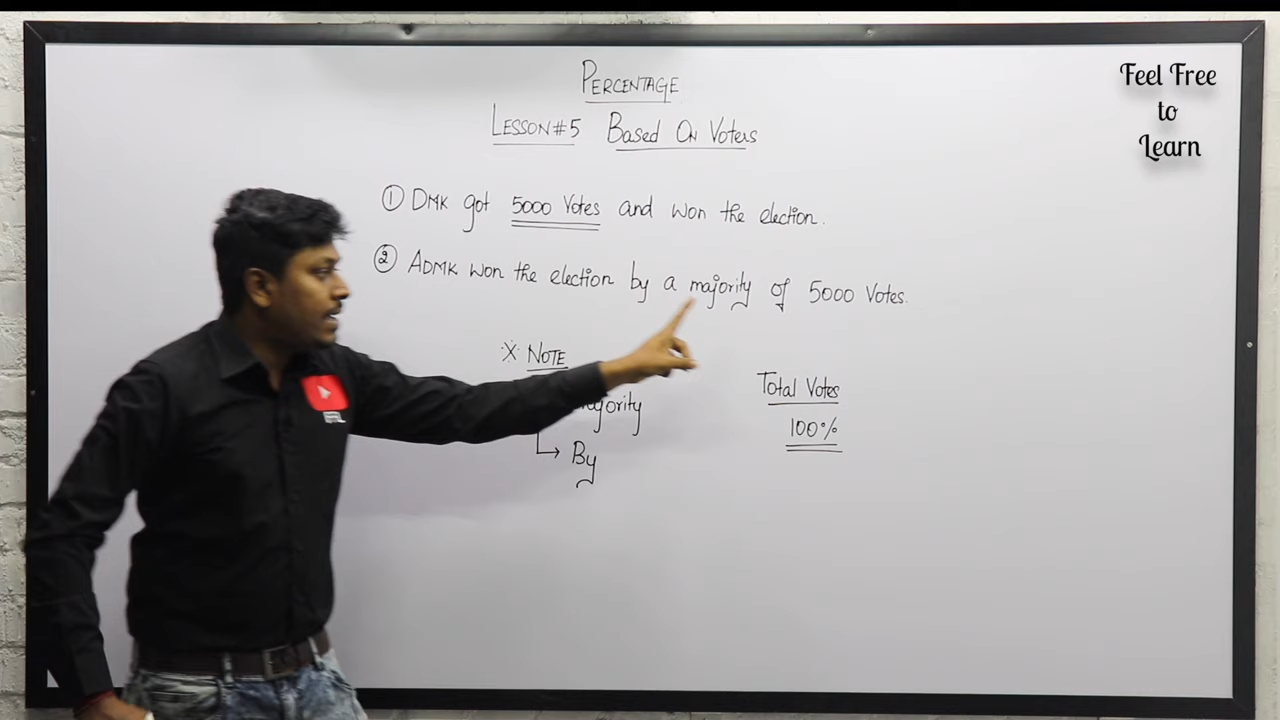 PERCENTAGE
LESSON#5 Based On Voters
① DMK got 5000 Votes and won the election.
② ADMK won the election by a majority of 5000 Votes.
※ NOTE
↳ By
Total Votes
100%
Feel Free
to
Learn